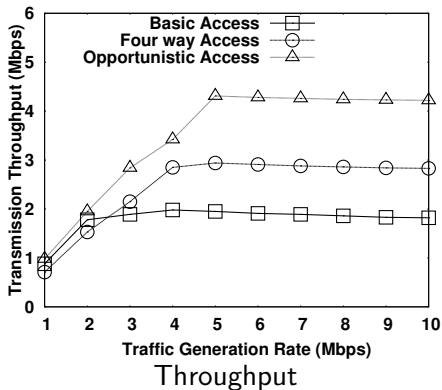 6
5
4
3
2
1
0
Transmission Throughput (Mbps)
Basic Access
Four way Access
Opportunistic Access
1 2 3 4 5 6 7 8 9 10
Traffic Generation Rate (Mbps)
Throughput